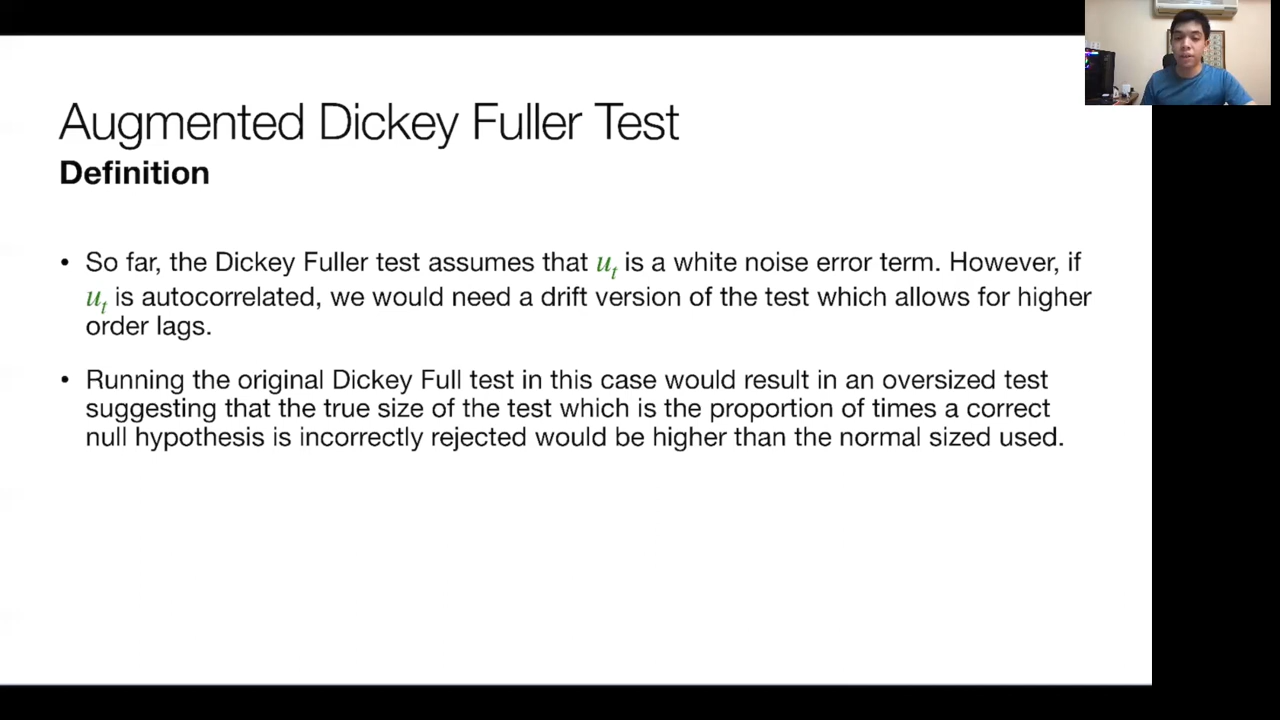 Augmented Dickey Fuller Test
Definition
• So far, the Dickey Fuller test assumes that u_t is a white noise error term. However, if
u_t is autocorrelated, we would need a drift version of the test which allows for higher
order lags.
• Running the original Dickey Full test in this case would result in an oversized test
suggesting that the true size of the test which is the proportion of times a correct
null hypothesis is incorrectly rejected would be higher than the normal sized used.